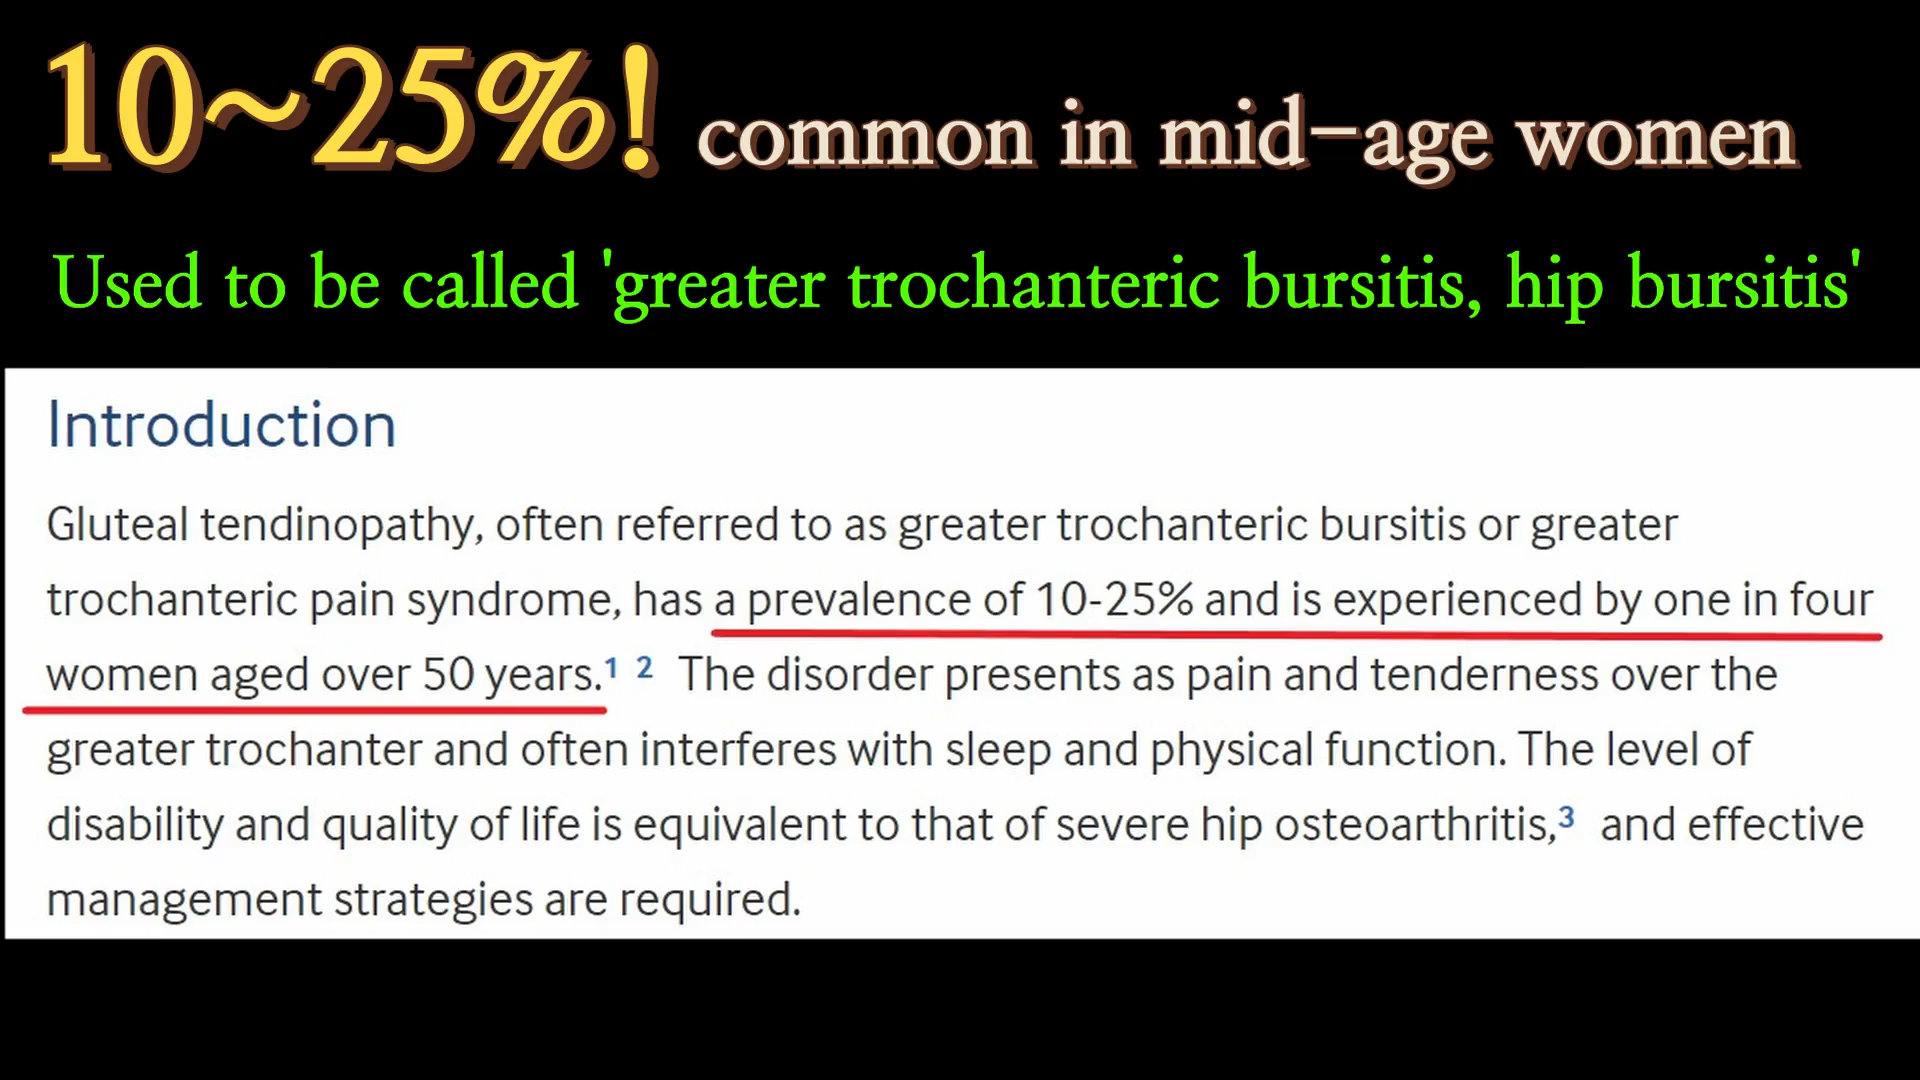 10~25%! common in mid-age women
Used to be called 'greater trochanteric bursitis, hip bursitis'
Introduction
Gluteal tendinopathy, often referred to as greater trochanteric bursitis or greater
trochanteric pain syndrome, has a prevalence of 10-25% and is experienced by one in four
women aged over 50 years.1 2 The disorder presents as pain and tenderness over the
greater trochanter and often interferes with sleep and physical function. The level of
disability and quality of life is equivalent to that of severe hip osteoarthritis,3 and effective
management strategies are required.